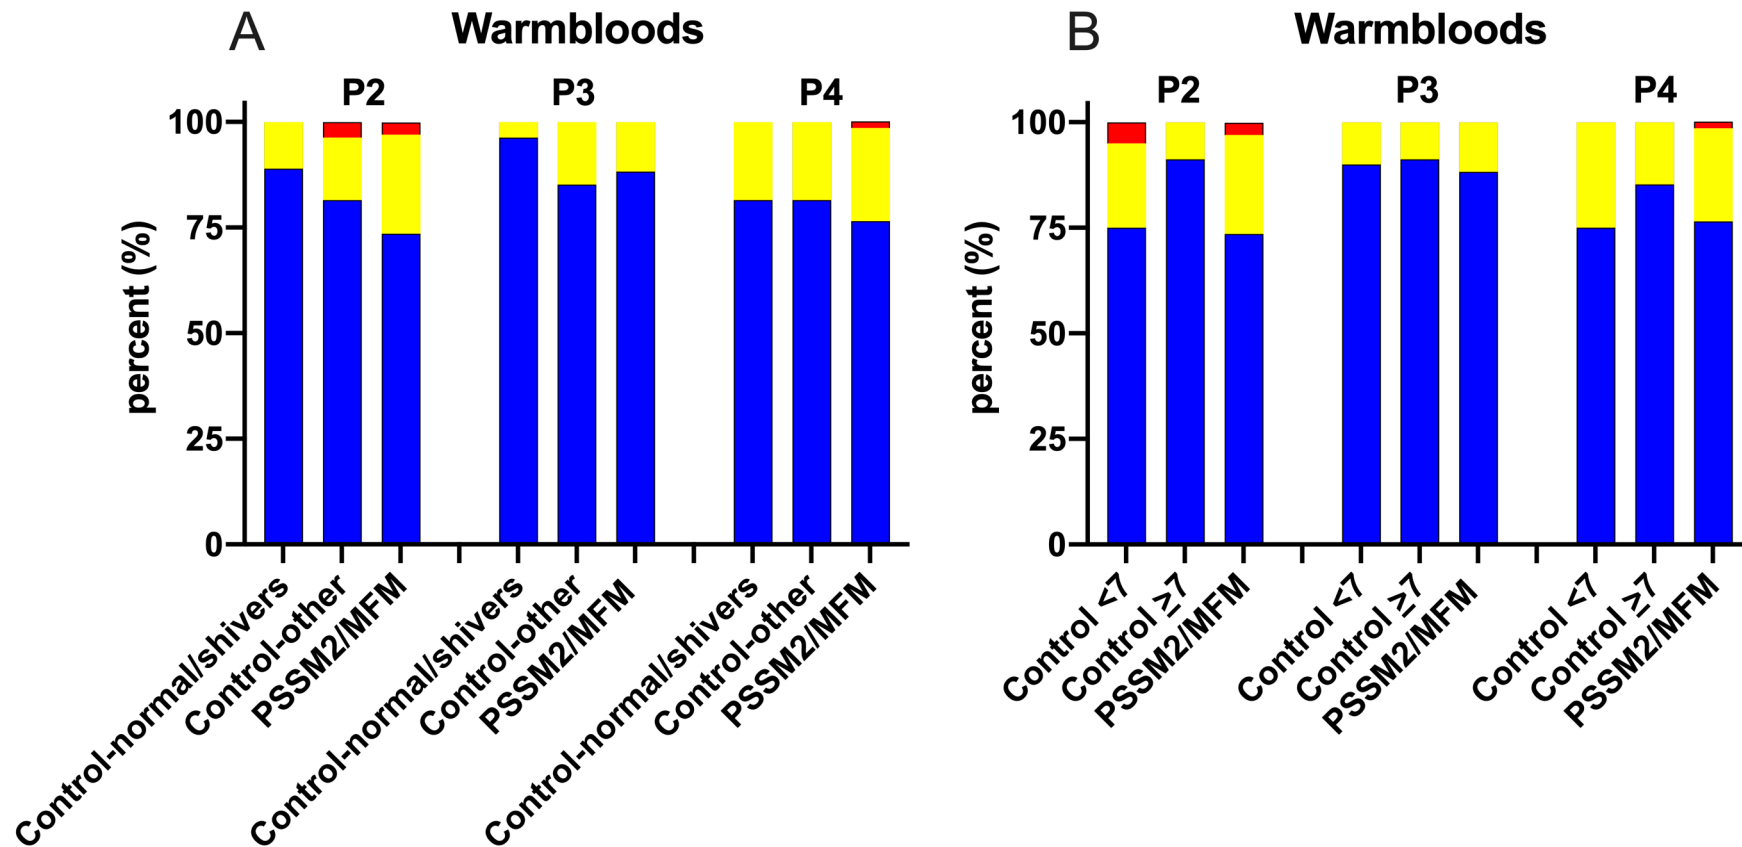 A
Warmbloods
P2 P3 P4
percent (%)
100
75
50
25
0
Control-normal/shivers
Control-other
PSSM2/MFM
Control-normal/shivers
Control-other
PSSM2/MFM
Control-normal/shivers
Control-other
PSSM2/MFM
B
Warmbloods
P2 P3 P4
percent (%)
100
75
50
25
0
Control <7
Control ≥7
PSSM2/MFM
Control <7
Control ≥7
PSSM2/MFM
Control <7
Control ≥7
PSSM2/MFM